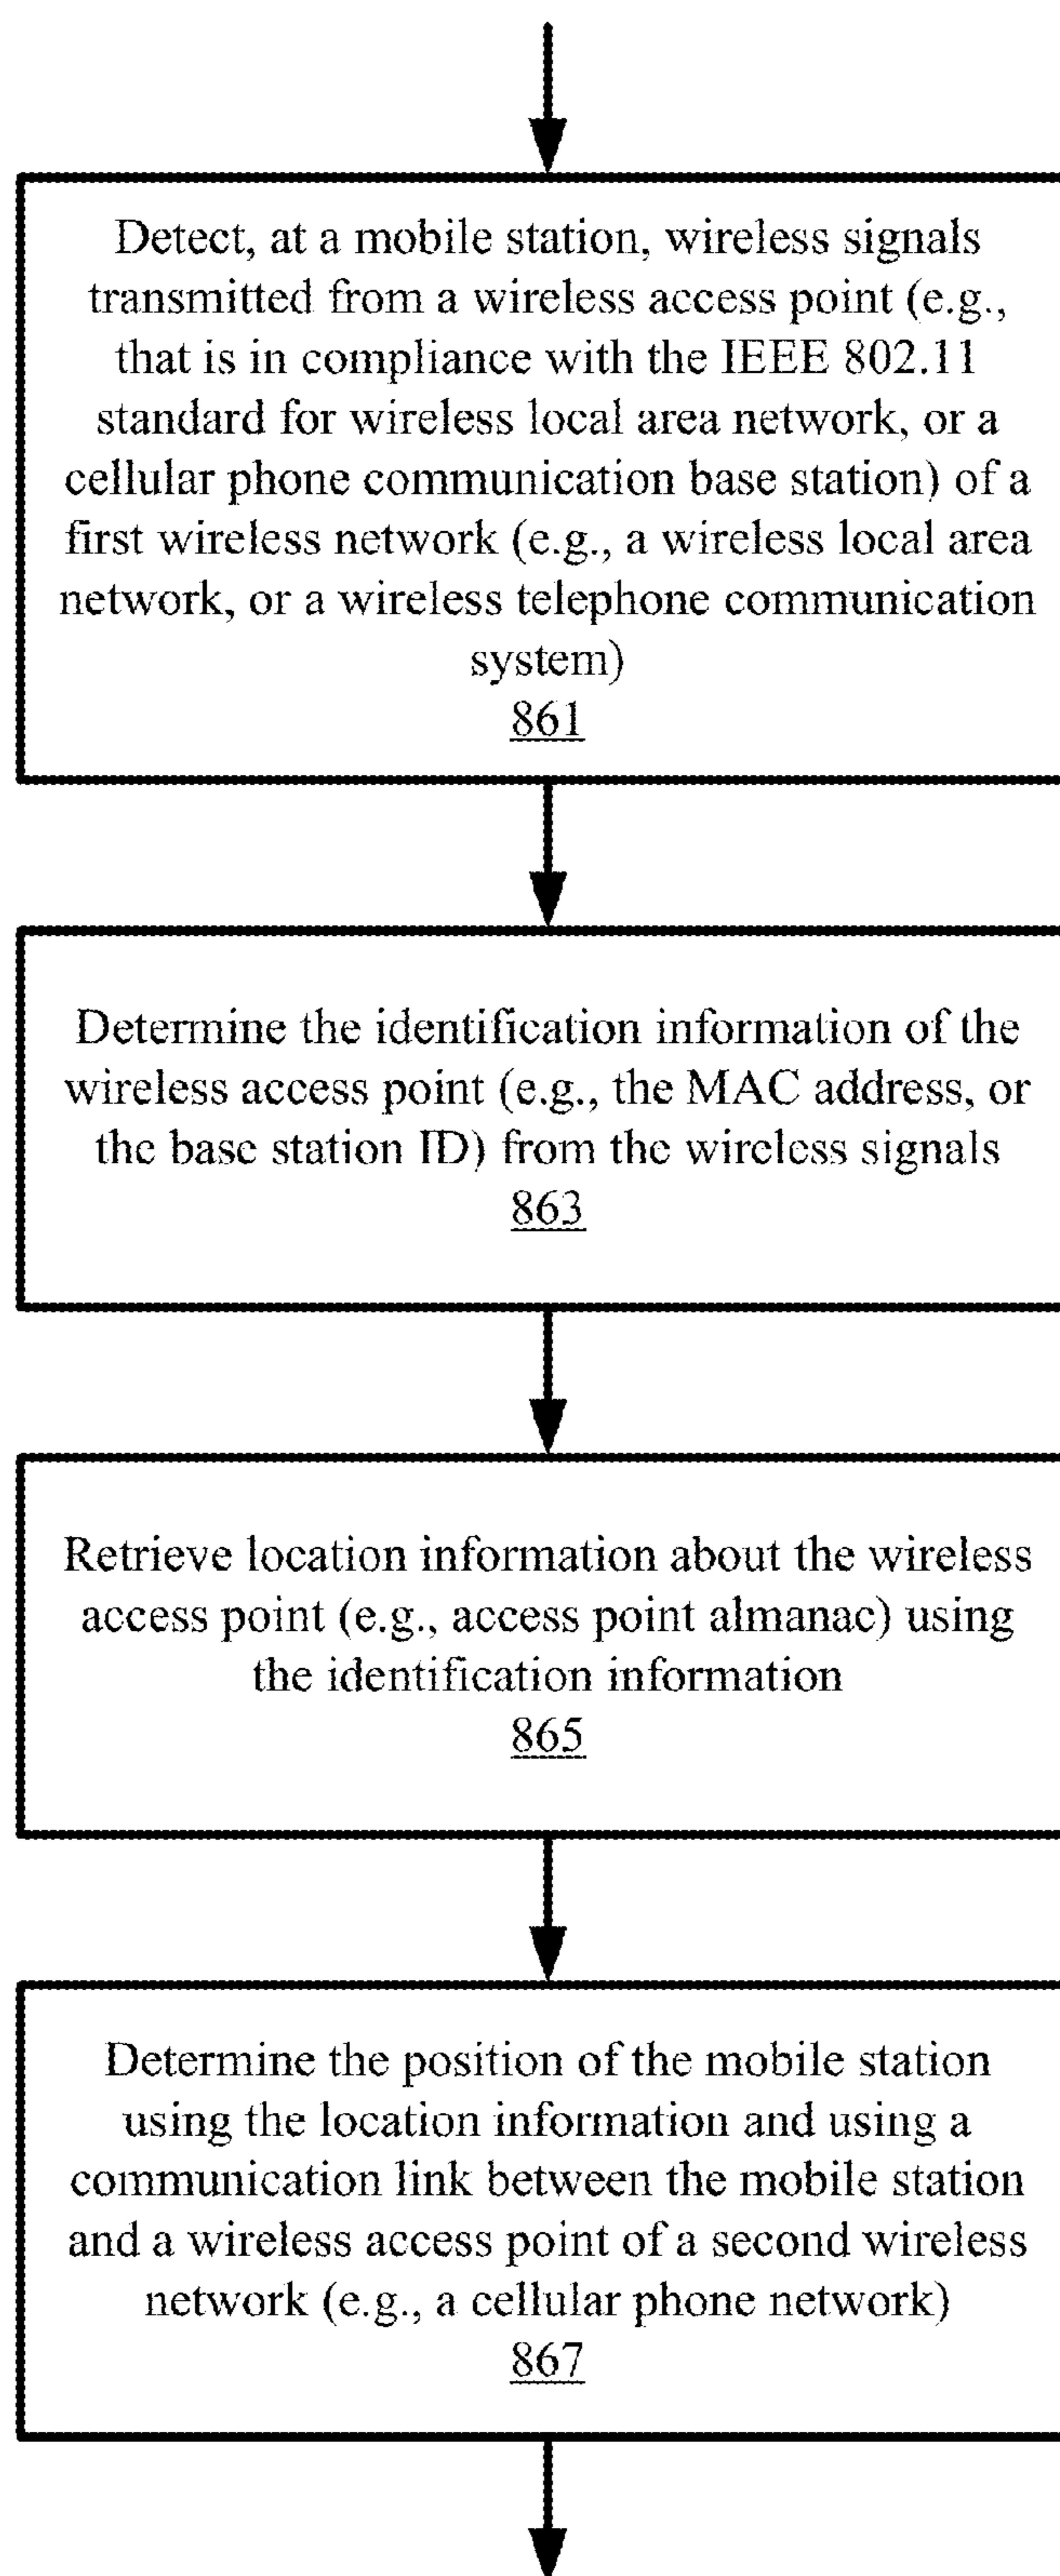 Detect, at a mobile station, wireless signals
transmitted from a wireless access point (e.g.,
that is in compliance with the IEEE 802.11
standard for wireless local area network, or a
cellular phone communication base station) of a
first wireless network (e.g., a wireless local area
network, or a wireless telephone communication
system)
861
Determine the identification information of the
wireless access point (e.g., the MAC address, or
the base station ID) from the wireless signals
863
Retrieve location information about the wireless
access point (e.g., access point almanac) using
the identification information
865
Determine the position of the mobile station
using the location information and using a
communication link between the mobile station
and a wireless access point of a second wireless
network (e.g., a cellular phone network)
867